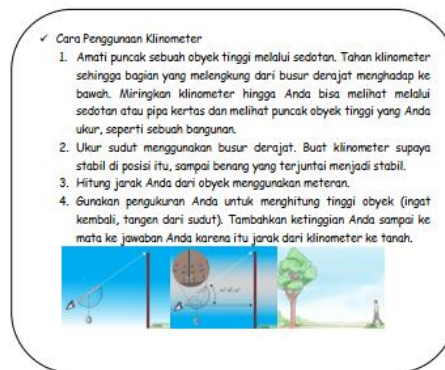 ✓ Cara Penggunaan Klinometer
1. Amati puncak sebuah obyek tinggi melalui sedotan. Tahan klinometer
sehingga bagian yang melengkung dari busur derajat menghadap ke
bawah. Miringkan klinometer hingga Anda bisa melihat melalui
sedotan atau pipa kertas dan melihat puncak obyek tinggi yang Anda
ukur, seperti sebuah bangunan.
2. Ukur sudut menggunakan busur derajat. Buat klinometer supaya
stabil di posisi itu, sampai benang yang terjuntai menjadi stabil.
3. Hitung jarak Anda dari obyek menggunakan meteran.
4. Gunakan pengukuran Anda untuk menghitung tinggi obyek (ingat
kembali, tangen dari sudut). Tambahkan ketinggian Anda sampai ke
mata ke jawaban Anda karena itu jarak dari klinometer ke tanah.